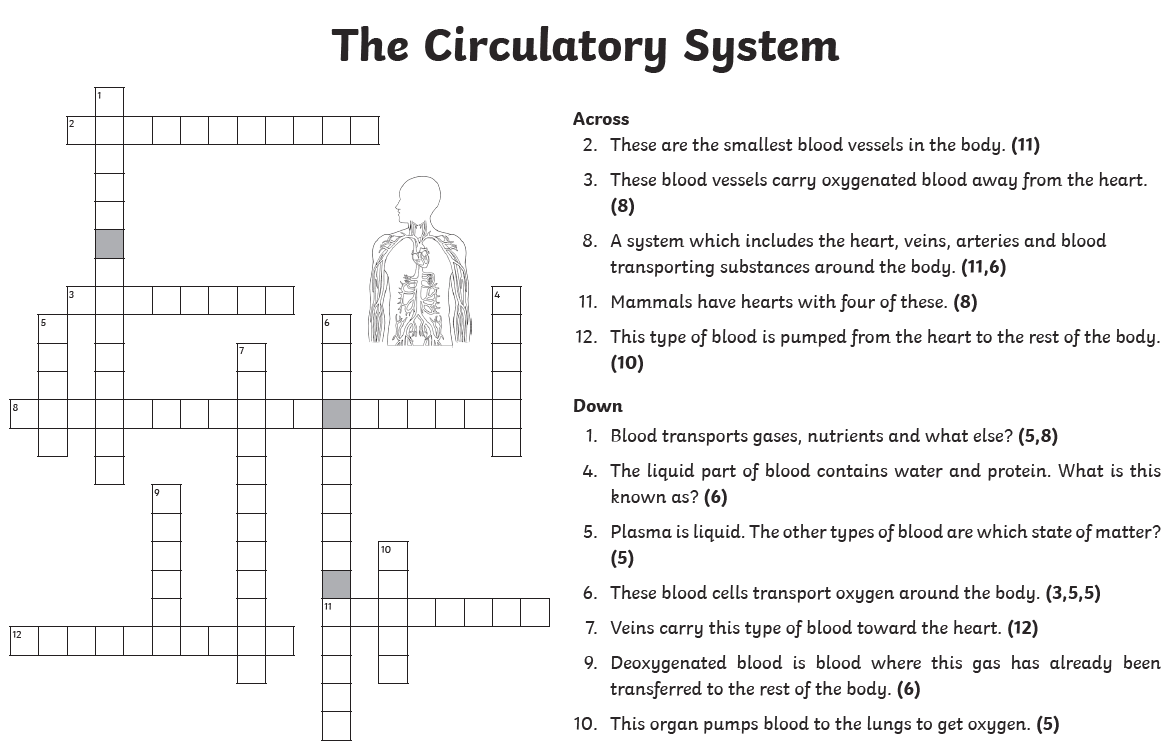 The Circulatory System
1
2
3
4
5
6
7
8
9
10
11
12
Across
2. These are the smallest blood vessels in the body. (11)
3. These blood vessels carry oxygenated blood away from the heart.
(8)
8. A system which includes the heart, veins, arteries and blood
transporting substances around the body. (11,6)
11. Mammals have hearts with four of these. (8)
12. This type of blood is pumped from the heart to the rest of the body.
(10)
Down
1. Blood transports gases, nutrients and what else? (5,8)
4. The liquid part of blood contains water and protein. What is this
known as? (6)
5. Plasma is liquid. The other types of blood are which state of matter?
(5)
6. These blood cells transport oxygen around the body. (3,5,5)
7. Veins carry this type of blood toward the heart. (12)
9. Deoxygenated blood is blood where this gas has already been
transferred to the rest of the body. (6)
10. This organ pumps blood to the lungs to get oxygen. (5)